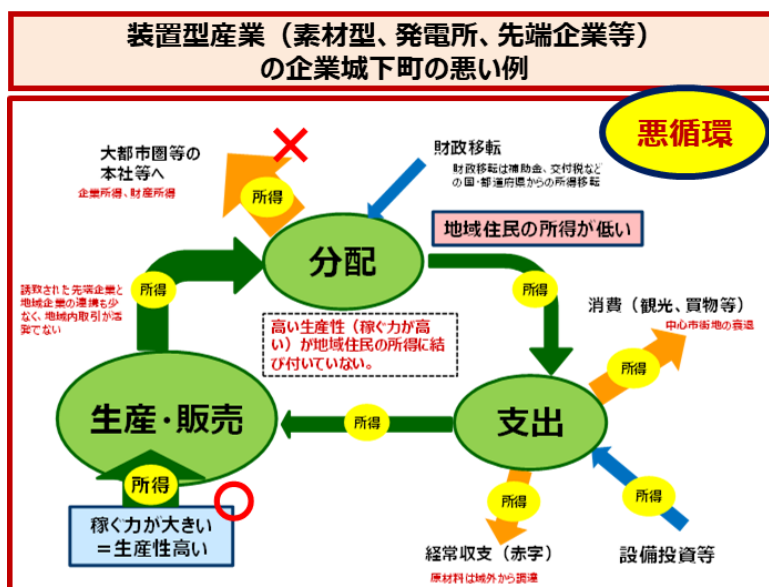 装置型産業（素材型、発電所、先端企業等）
の企業城下町の悪い例
悪循環
大都市圏等の
本社等へ
企業所得、財産所得
所得
財政移転
財政移転は補助金、交付税など
の国・都道府県からの所得移転
分配
地域住民の所得が低い
誘致された先端企業と
地域企業の連携も少
なく、地域内取引が活
発でない
所得
所得
消費（観光、買物等）
中心市街地の衰退
高い生産性（稼ぐ力が高
い）が地域住民の所得に結
び付いていない。
所得
生産・販売
所得
支出
所得
稼ぐ力が大きい
＝生産性高い
所得
所得
経常収支（赤字）
原材料は域外から調達
設備投資等